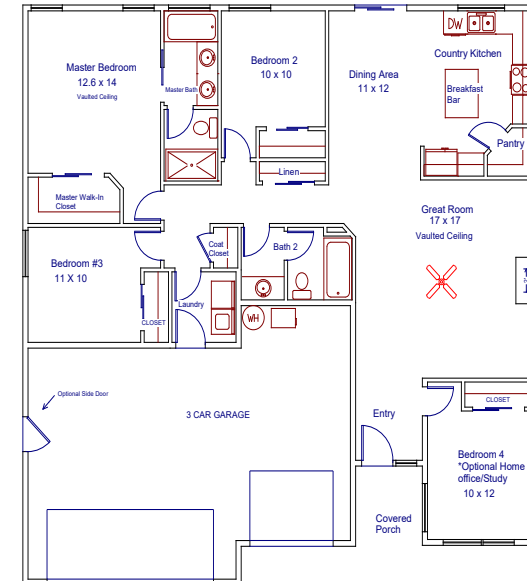 DW
Master Bedroom
12.6 x 14
Vaulted Ceiling
Master Bath
Bedroom 2
10 x 10
Dining Area
11 x 12
Country Kitchen
Breakfast
Bar
Pantry
Linen
Master Walk-In
Closet
Great Room
17 x 17
Vaulted Ceiling
Bedroom #3
11 X 10
CLOSET
Coat
Closet
Bath 2
Laundry
WH
Optional Side Door
3 CAR GARAGE
Entry
CLOSET
Bedroom 4
*Optional Home
office/Study
10 x 12
Covered
Porch